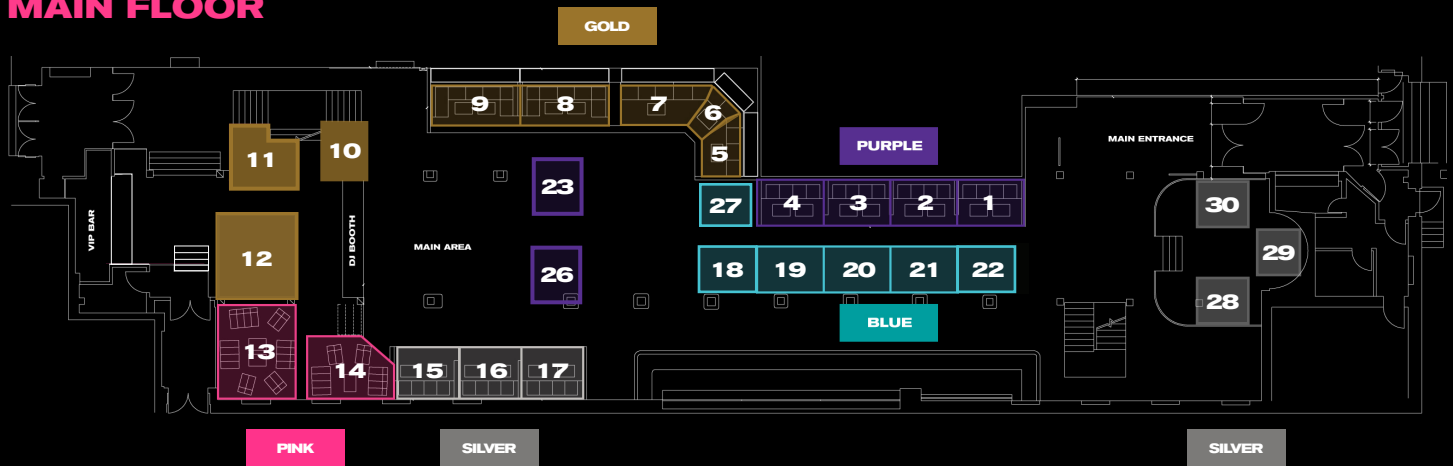 MAIN FLOOR
GOLD
9
8
7
6
5
11
10
PURPLE
MAIN ENTRANCE
23
27
4
3
2
1
30
VIP BAR
DJ BOOTH
MAIN AREA
12
26
18
19
20
21
22
29
28
BLUE
13
14
15
16
17
PINK
SILVER
SILVER